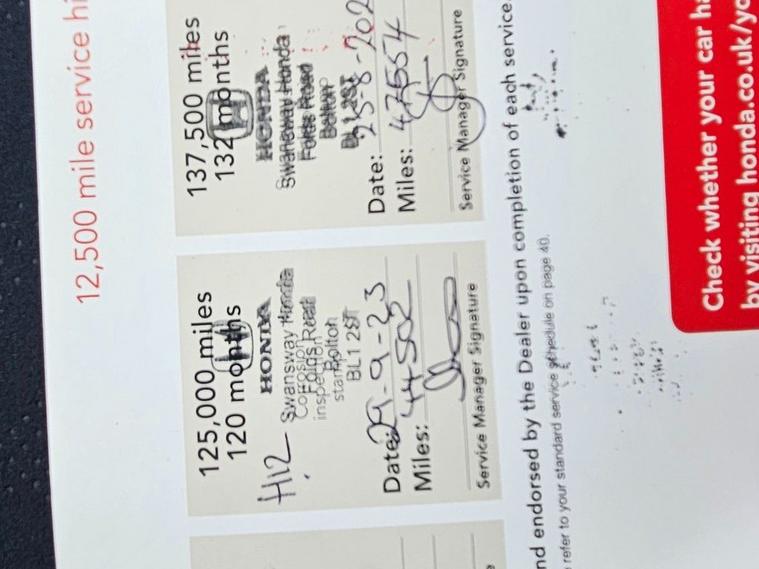 12,500 mile service hi
125,000 miles
120 months
HONDA
H12
Swansway Honda
Folds Road
Bolton
BL1 2ST
Date: 29-9-23
Miles: 44502
Service Manager Signature
137,500 miles
132 months
HONDA
Swansway Honda
Folds Road
Bolton
BL1 2ST
Date: 25-8-202
Miles: 47554
Service Manager Signature
nd endorsed by the Dealer upon completion of each service.
refer to your standard service schedule on page 40.
Check whether your car ha
by visiting honda.co.uk/yo